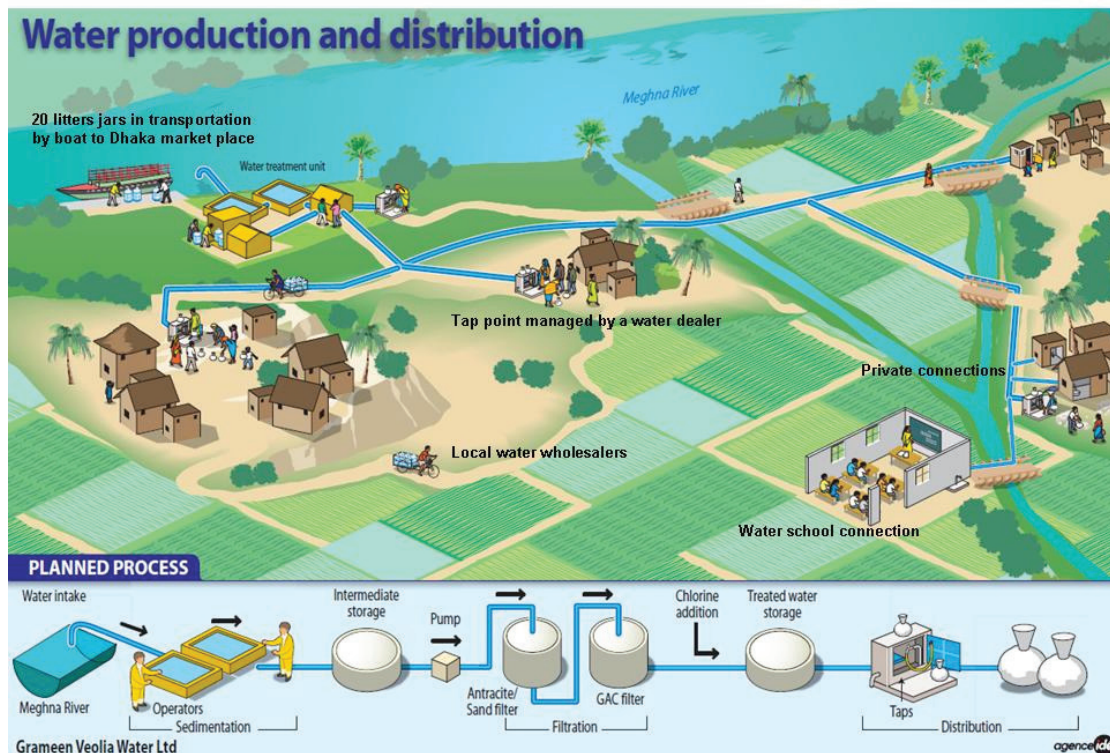 Water production and distribution
20 litters jars in transportation
by boat to Dhaka market place
Water treatment unit
Meghna River
Tap point managed by a water dealer
Private connections
Local water wholesalers
Water school connection
PLANNED PROCESS
Water intake
Intermediate
storage
Pump
Chlorine
addition
Treated water
storage
Meghna River
Operators
Sedimentation
Antracite/
Sand filter
GAC filter
Filtration
Taps
Distribution
Grameen Veolia Water Ltd
agence